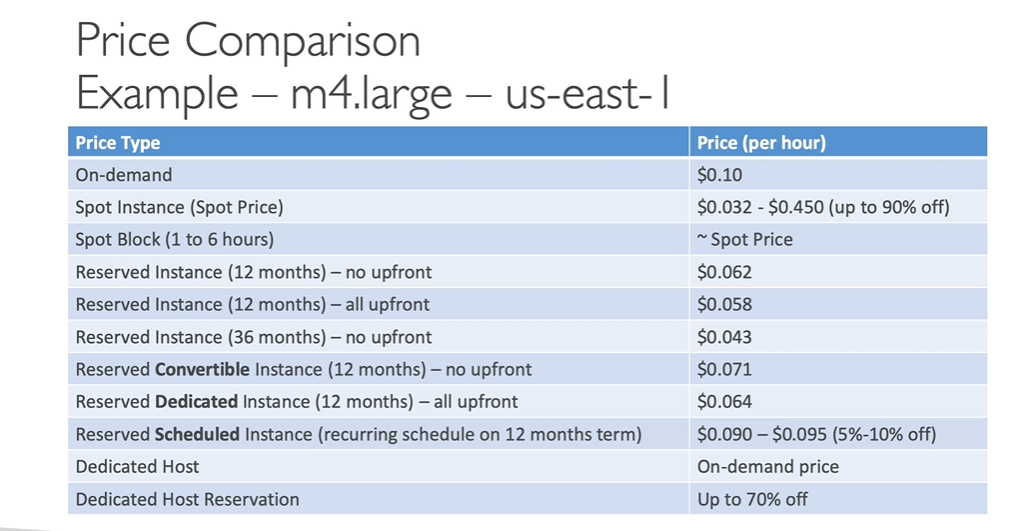 Price Comparison
Example – m4.large – us-east-1
Price Type Price (per hour)
On-demand $0.10
Spot Instance (Spot Price) $0.032 - $0.450 (up to 90% off)
Spot Block (1 to 6 hours) ~ Spot Price
Reserved Instance (12 months) – no upfront $0.062
Reserved Instance (12 months) – all upfront $0.058
Reserved Instance (36 months) – no upfront $0.043
Reserved Convertible Instance (12 months) – no upfront $0.071
Reserved Dedicated Instance (12 months) – all upfront $0.064
Reserved Scheduled Instance (recurring schedule on 12 months term) $0.090 – $0.095 (5%-10% off)
Dedicated Host On-demand price
Dedicated Host Reservation Up to 70% off